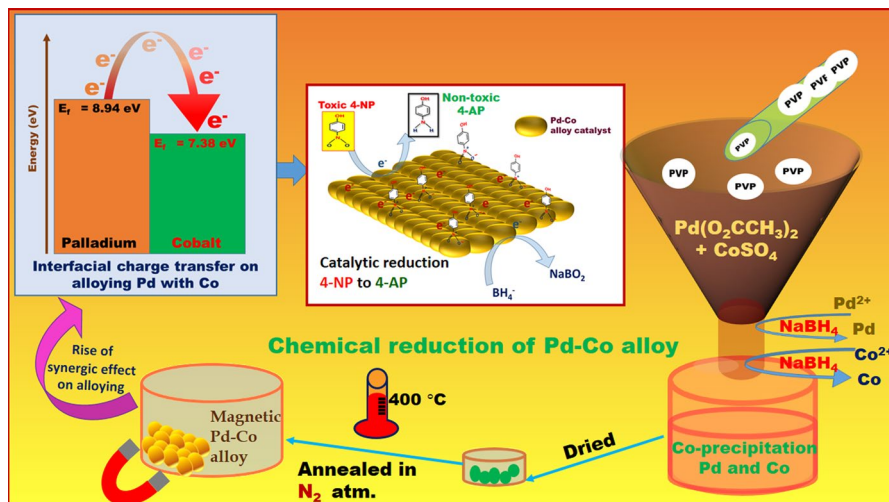 Energy (eV)
e⁻
e⁻
e⁻
e⁻
e⁻
e⁻
e⁻
E_f = 8.94 eV
E_f = 7.38 eV
Palladium
Cobalt
Interfacial charge transfer on
alloying Pd with Co
Toxic 4-NP
OH
N
O
O
Non-toxic
4-AP
OH
N
H
H
Pd-Co
alloy catalyst
e⁻
e⁻
e⁻
e⁻
e⁻
e⁻
e⁻
Catalytic reduction
4-NP to 4-AP
BH₄⁻
NaBO₂
PVP
PVP
PVP
PVP
PVP
PVP
PVP
Pd(O₂CCH₃)₂
+ CoSO₄
Pd²⁺
NaBH₄
Pd
Co²⁺
NaBH₄
Co
Chemical reduction of Pd-Co alloy
Rise of
synergic effect
on alloying
Magnetic
Pd-Co
alloy
400 °C
Annealed in
N₂ atm.
Dried
Co-precipitation
Pd and Co